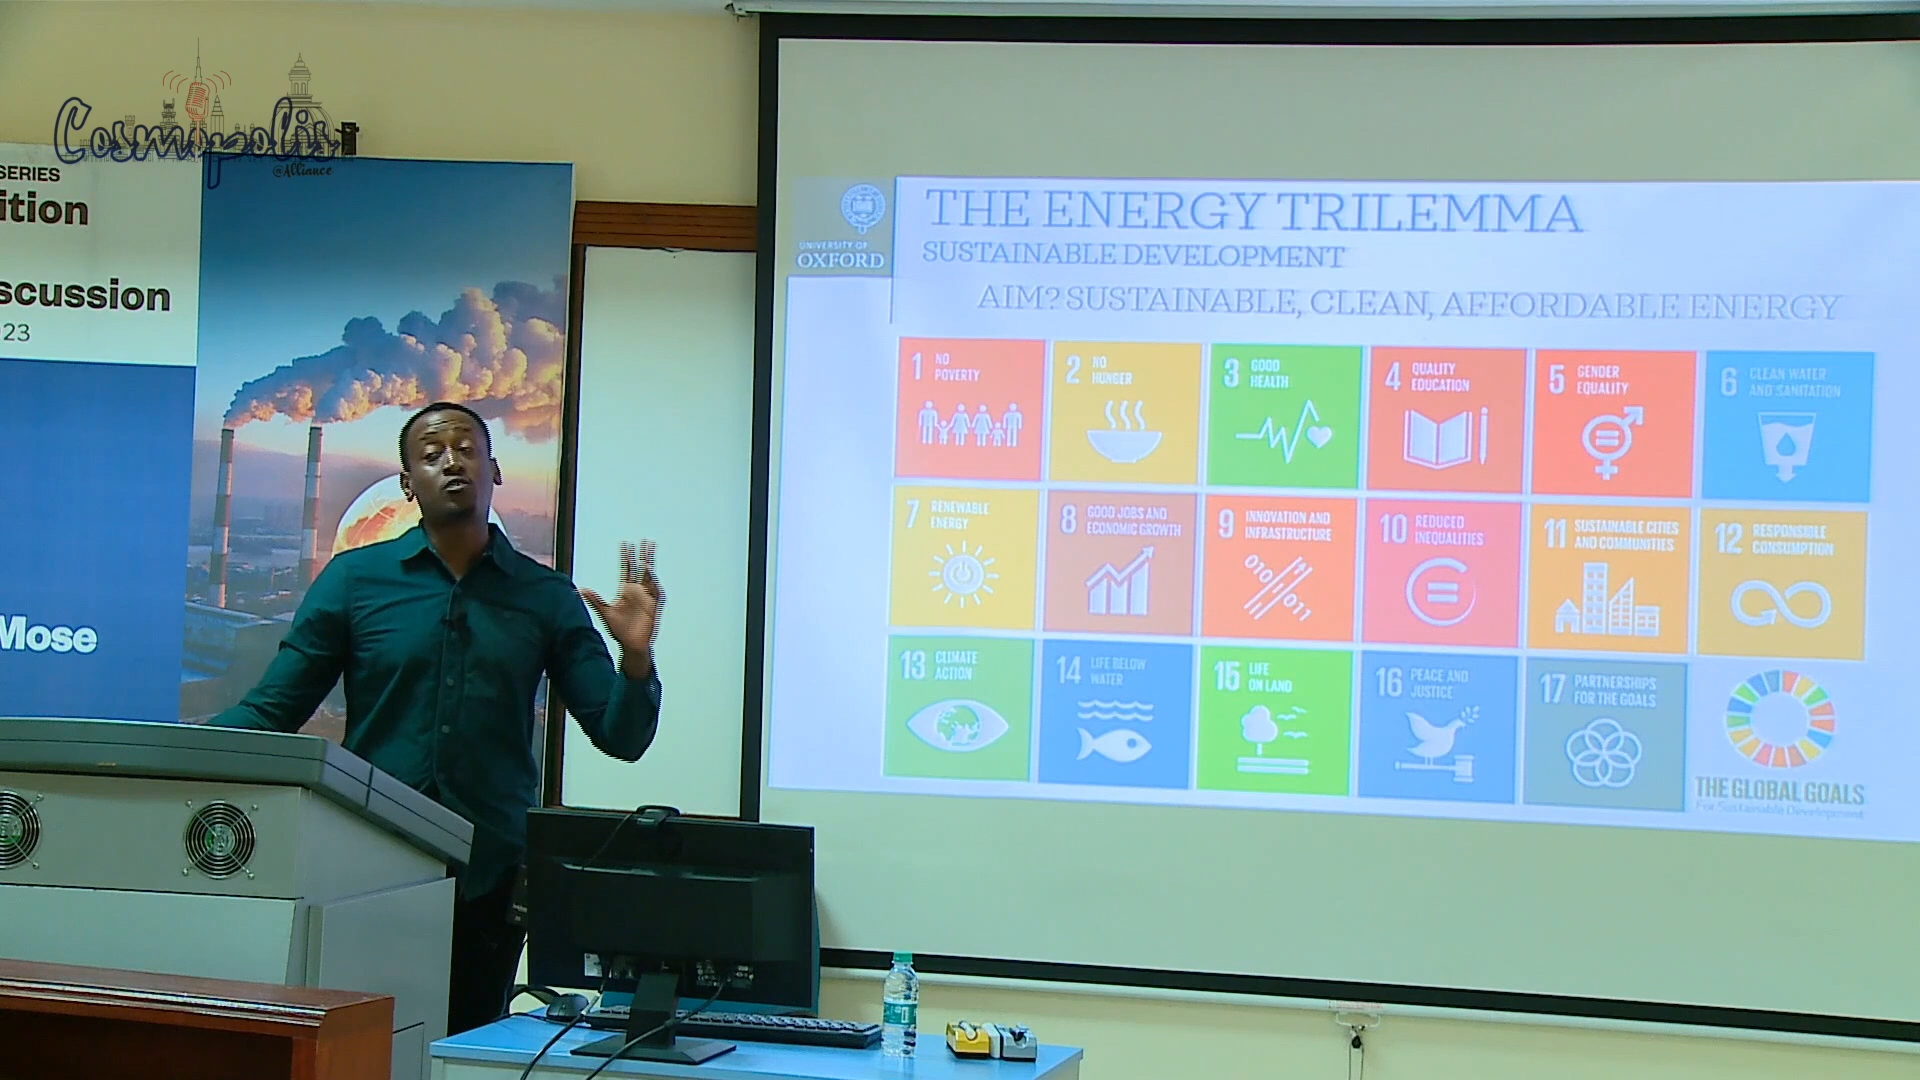 Cosmopolis
@Alliance
SERIES
ition
scussion
23
Mose
UNIVERSITY OF
OXFORD
THE ENERGY TRILEMMA
SUSTAINABLE DEVELOPMENT
AIM? SUSTAINABLE, CLEAN, AFFORDABLE ENERGY
1 NO
POVERTY
2 NO
HUNGER
3 GOOD
HEALTH
4 QUALITY
EDUCATION
5 GENDER
EQUALITY
6 CLEAN WATER
AND SANITATION
7 RENEWABLE
ENERGY
8 GOOD JOBS AND
ECONOMIC GROWTH
9 INNOVATION AND
INFRASTRUCTURE
10 REDUCED
INEQUALITIES
11 SUSTAINABLE CITIES
AND COMMUNITIES
12 RESPONSIBLE
CONSUMPTION
13 CLIMATE
ACTION
14 LIFE BELOW
WATER
15 LIFE
ON LAND
16 PEACE AND
JUSTICE
17 PARTNERSHIPS
FOR THE GOALS
THE GLOBAL GOALS
For Sustainable Development